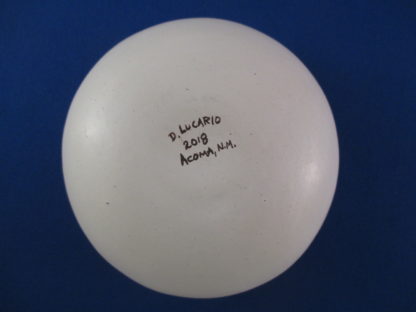 D. LUCARIO
2018
ACOMA, N.M.